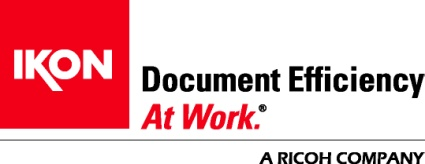 IKON
Document Efficiency
At Work.®
A RICOH COMPANY